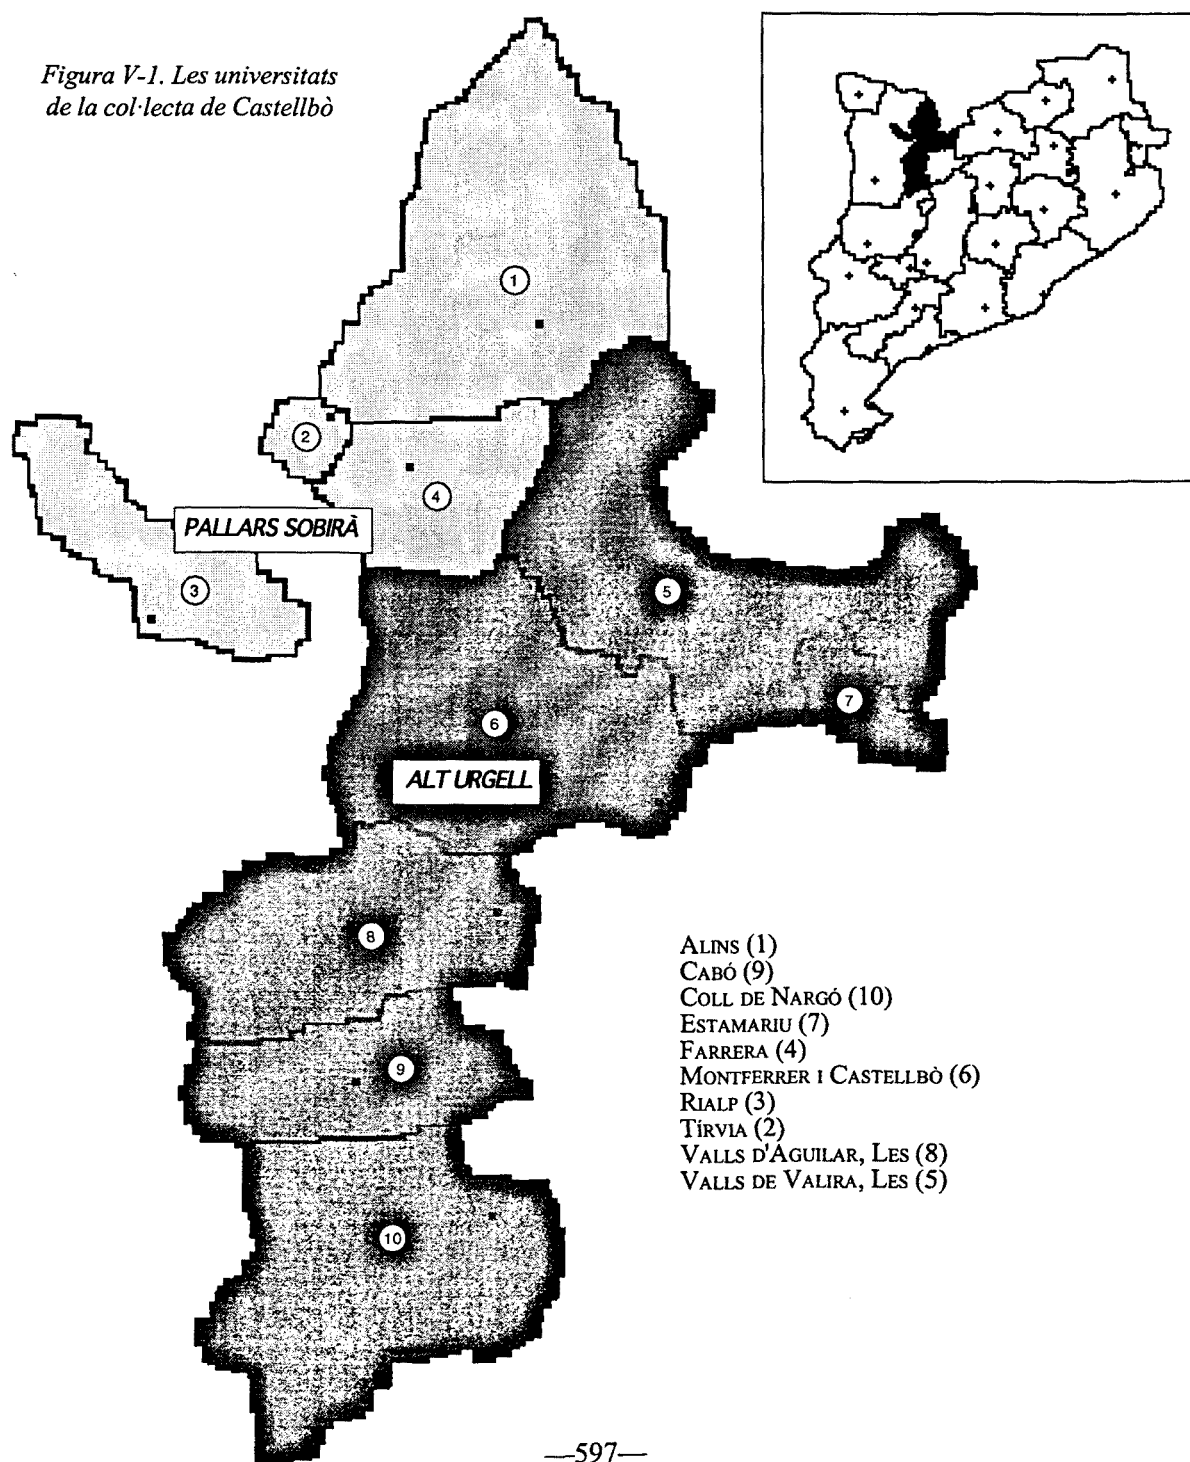 Figura V-1. Les universitats
de la col·lecta de Castellbò
1
2
4
PALLARS SOBIRÀ
3
5
7
6
ALT URGELL
8
9
10
ALINS (1)
CABÓ (9)
COLL DE NARGÓ (10)
ESTAMARIU (7)
FARRERA (4)
MONTFERRER I CASTELLBÒ (6)
RIALP (3)
TÍRVIA (2)
VALLS D'AGUILAR, LES (8)
VALLS DE VALIRA, LES (5)
—597—